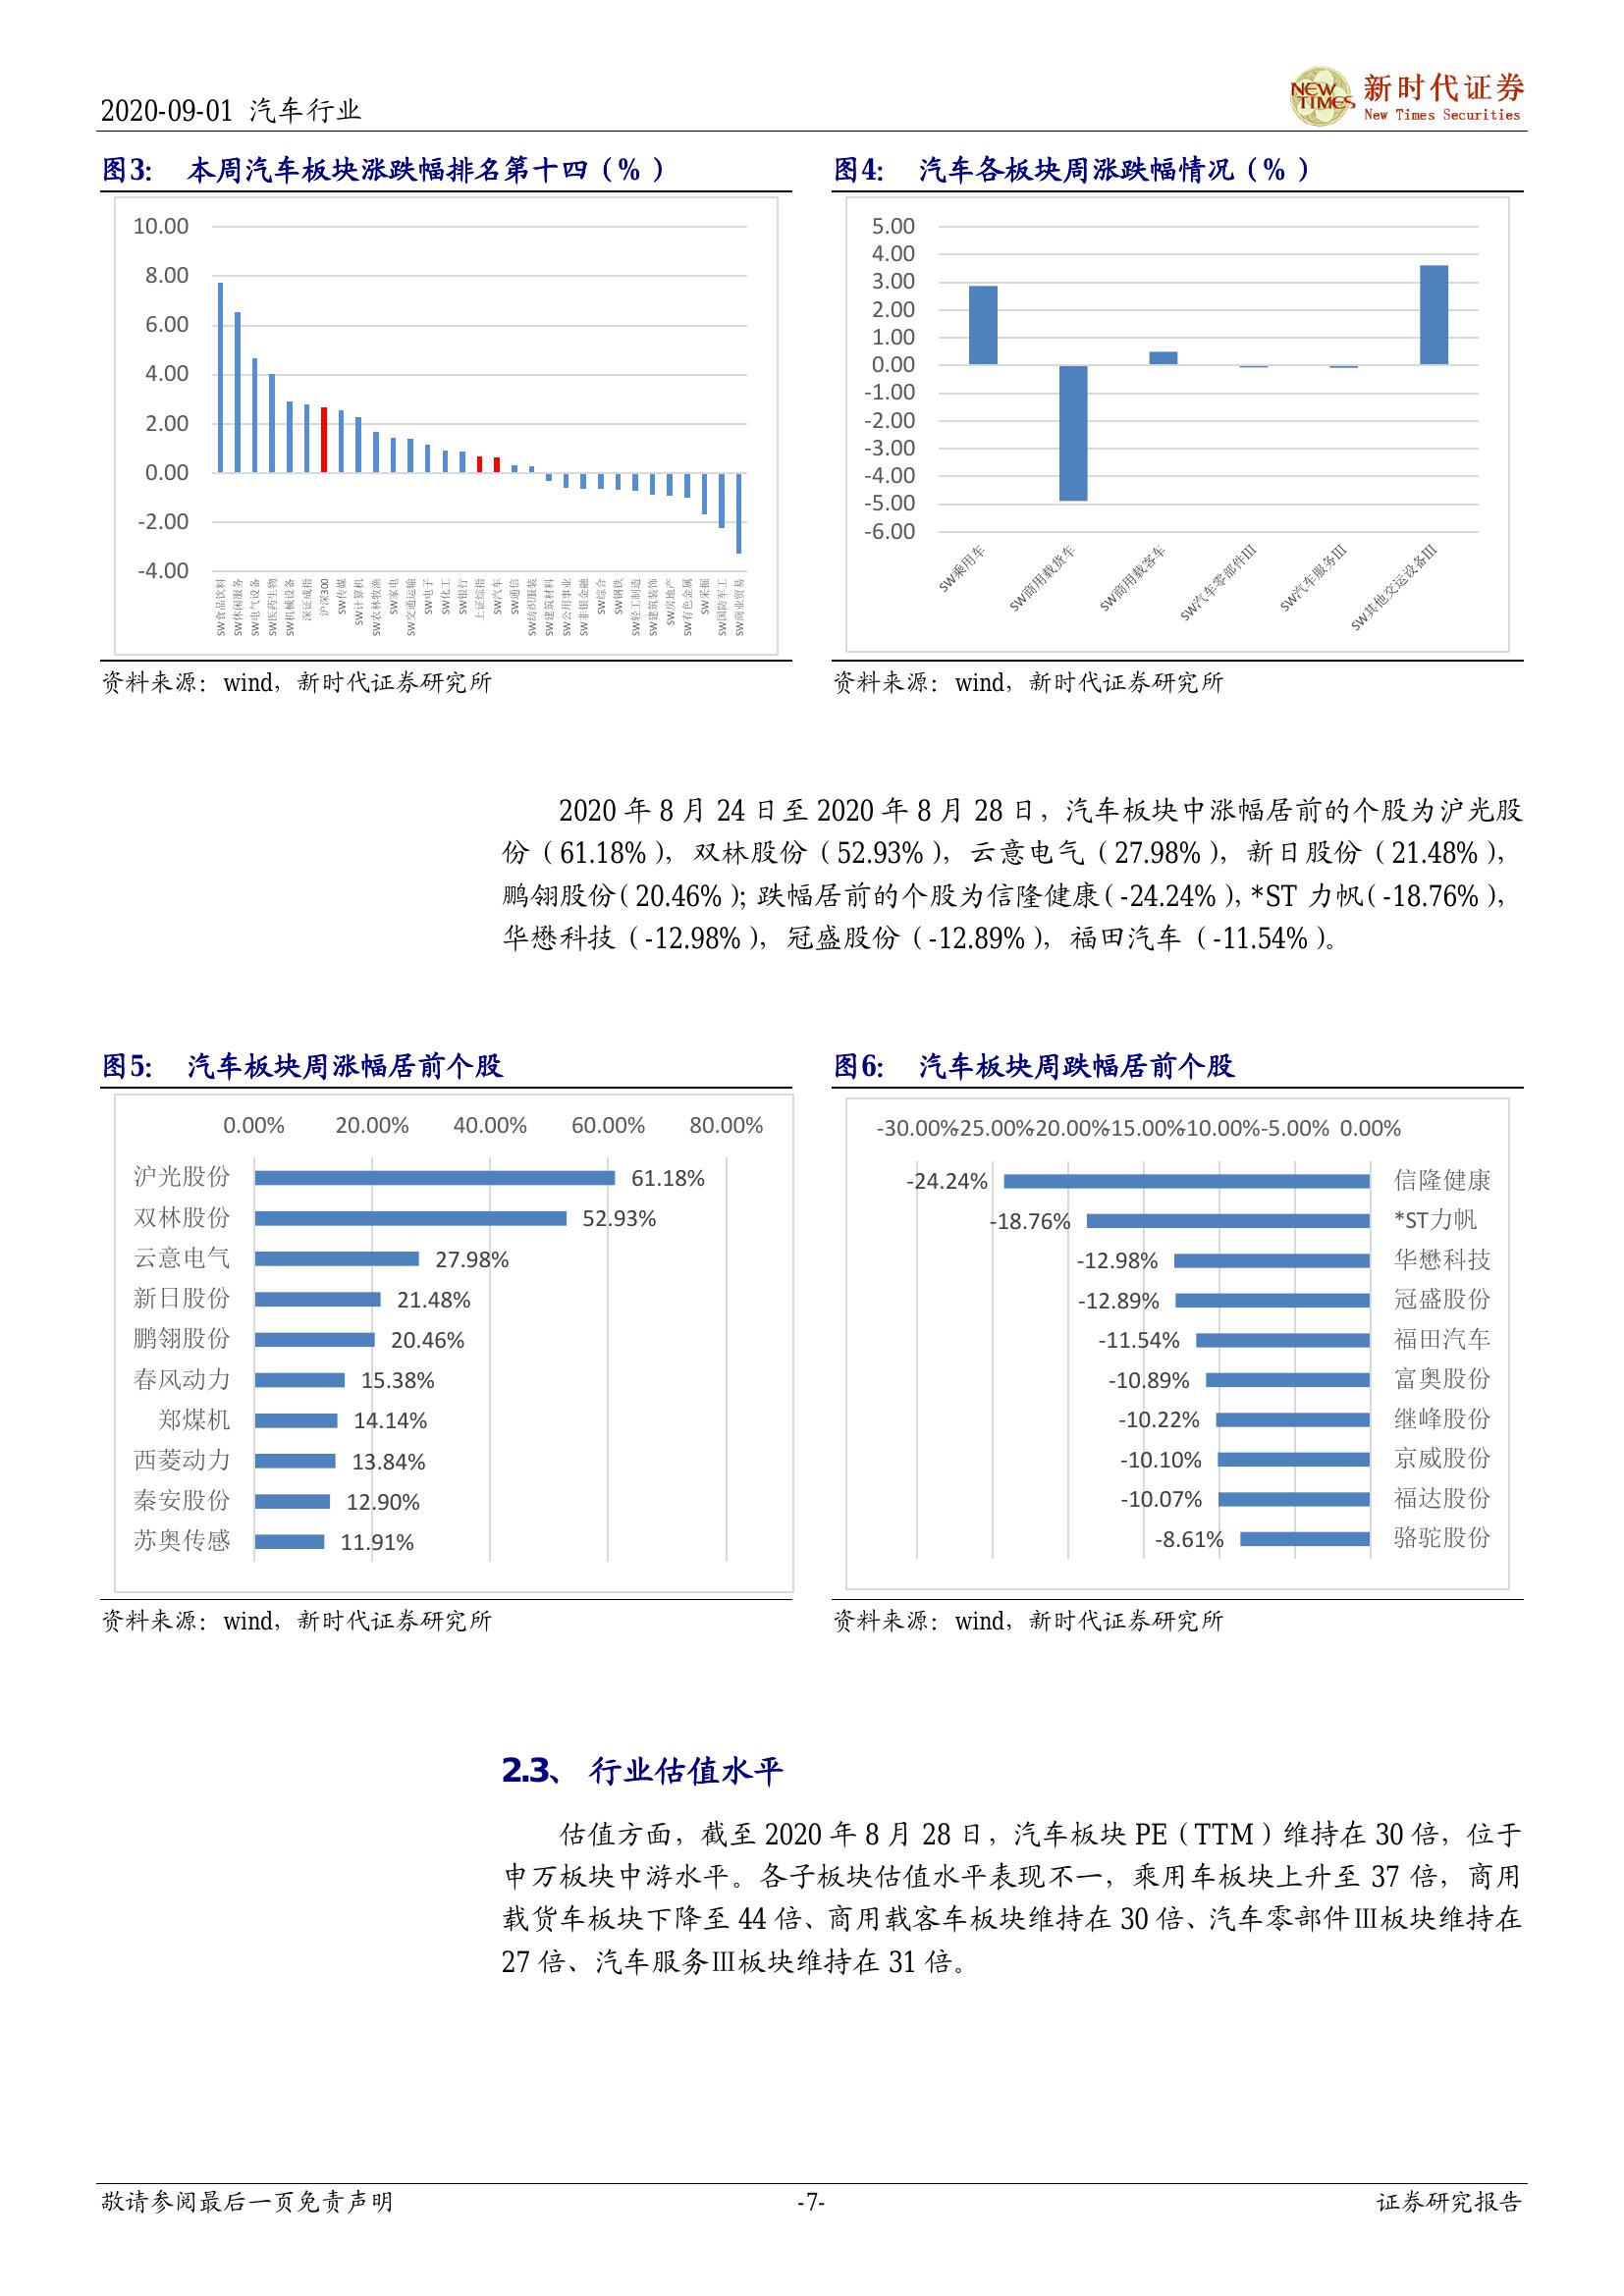 2020-09-01 汽车行业
NEW TIMES
新时代证券
New Times Securities
图3： 本周汽车板块涨跌幅排名第十四（%）
10.00
8.00
6.00
4.00
2.00
0.00
-2.00
-4.00
SW食品饮料
SW休闲服务
SW电气设备
SW医药生物
SW机械设备
深证成指
沪深300
SW传媒
SW计算机
SW农林牧渔
SW家电
SW交通运输
SW电子
SW化工
SW银行
上证综指
SW汽车
SW通信
SW纺织服装
SW建筑材料
SW公用事业
SW非银金融
SW综合
SW钢铁
SW轻工制造
SW建筑装饰
SW房地产
SW有色金属
SW采掘
SW国防军工
SW商业贸易
资料来源：wind，新时代证券研究所
图4： 汽车各板块周涨跌幅情况（%）
5.00
4.00
3.00
2.00
1.00
0.00
-1.00
-2.00
-3.00
-4.00
-5.00
-6.00
SW乘用车
SW商用载货车
SW商用载客车
SW汽车零部件III
SW汽车服务III
SW其他交运设备III
资料来源：wind，新时代证券研究所
2020 年 8 月 24 日至 2020 年 8 月 28 日，汽车板块中涨幅居前的个股为沪光股
份（61.18%），双林股份（52.93%），云意电气（27.98%），新日股份（21.48%），
鹏翎股份（20.46%）；跌幅居前的个股为信隆健康（-24.24%），*ST 力帆（-18.76%），
华懋科技（-12.98%），冠盛股份（-12.89%），福田汽车（-11.54%）。
图5： 汽车板块周涨幅居前个股
0.00% 20.00% 40.00% 60.00% 80.00%
沪光股份 61.18%
双林股份 52.93%
云意电气 27.98%
新日股份 21.48%
鹏翎股份 20.46%
春风动力 15.38%
郑煤机 14.14%
西菱动力 13.84%
秦安股份 12.90%
苏奥传感 11.91%
资料来源：wind，新时代证券研究所
图6： 汽车板块周跌幅居前个股
-30.00%-25.00%-20.00%-15.00%-10.00%-5.00% 0.00%
-24.24% 信隆健康
-18.76% *ST力帆
-12.98% 华懋科技
-12.89% 冠盛股份
-11.54% 福田汽车
-10.89% 富奥股份
-10.22% 继峰股份
-10.10% 京威股份
-10.07% 福达股份
-8.61% 骆驼股份
资料来源：wind，新时代证券研究所
2.3、 行业估值水平
估值方面，截至 2020 年 8 月 28 日，汽车板块 PE（TTM）维持在 30 倍，位于
申万板块中游水平。各子板块估值水平表现不一，乘用车板块上升至 37 倍，商用
载货车板块下降至 44 倍、商用载客车板块维持在 30 倍、汽车零部件Ⅲ板块维持在
27 倍、汽车服务Ⅲ板块维持在 31 倍。
敬请参阅最后一页免责声明 -7- 证券研究报告